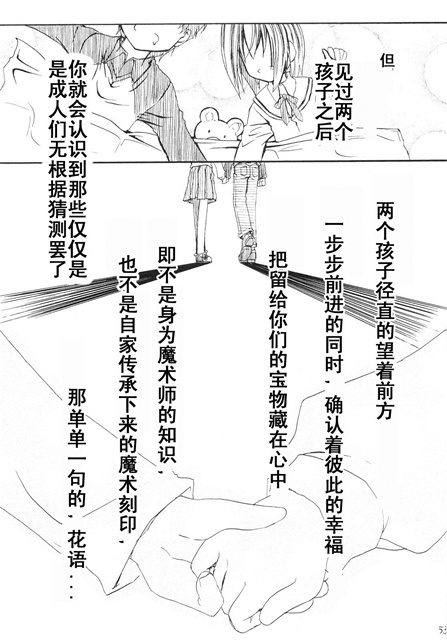 但
见过两个
孩子之后
你就会认识到那些仅仅是
是成人们无根据猜测罢了
两个孩子径直的望着前方
一步步前进的同时，确认着彼此的幸福
把留给你们的宝物藏在心中
即不是身为魔术师的知识，
也不是自家传承下来的魔术刻印，
那单单一句的，花语...
53